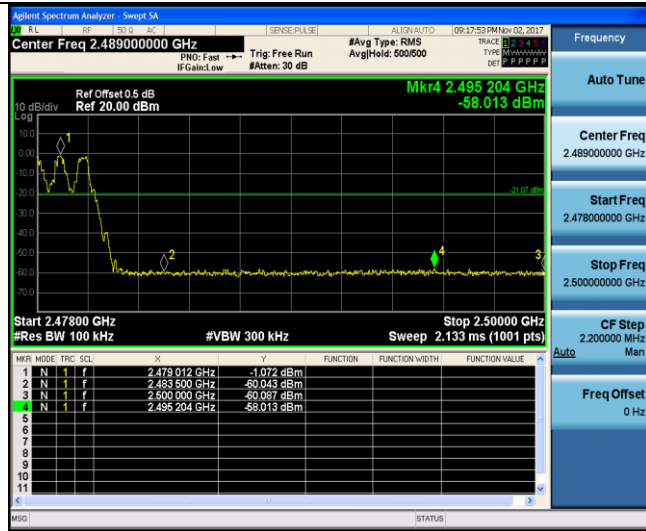 Agilent Spectrum Analyzer - Swept SA
RL RF 50 Ω AC SENSE:PULSE ALIGN AUTO 09:17:53 PM Nov 02, 2017
Center Freq 2.489000000 GHz
PNO: Fast
IFGain:Low
Trig: Free Run
#Atten: 30 dB
#Avg Type: RMS
Avg|Hold: 500/500
TRACE 1 2 3 4 5 6
TYPE M
DET P P P P P P
Ref Offset 0.5 dB
Ref 20.00 dBm
10 dB/div
Log
Mkr4 2.495 204 GHz
-58.013 dBm
10.0
0.00
-10.0
-20.0
-30.0
-40.0
-50.0
-60.0
-70.0
1
2
4
3
-21.07 dBm
Start 2.47800 GHz
Stop 2.50000 GHz
#Res BW 100 kHz #VBW 300 kHz Sweep 2.133 ms (1001 pts)
MKR MODE TRC SCL X Y FUNCTION FUNCTION WIDTH FUNCTION VALUE
1 N 1 f 2.479 012 GHz -1.072 dBm
2 N 1 f 2.483 500 GHz -60.043 dBm
3 N 1 f 2.500 000 GHz -60.087 dBm
4 N 1 f 2.495 204 GHz -58.013 dBm
5
6
7
8
9
10
11
MSG STATUS
Frequency
Auto Tune
Center Freq
2.489000000 GHz
Start Freq
2.478000000 GHz
Stop Freq
2.500000000 GHz
CF Step
2.200000 MHz
Auto Man
Freq Offset
0 Hz